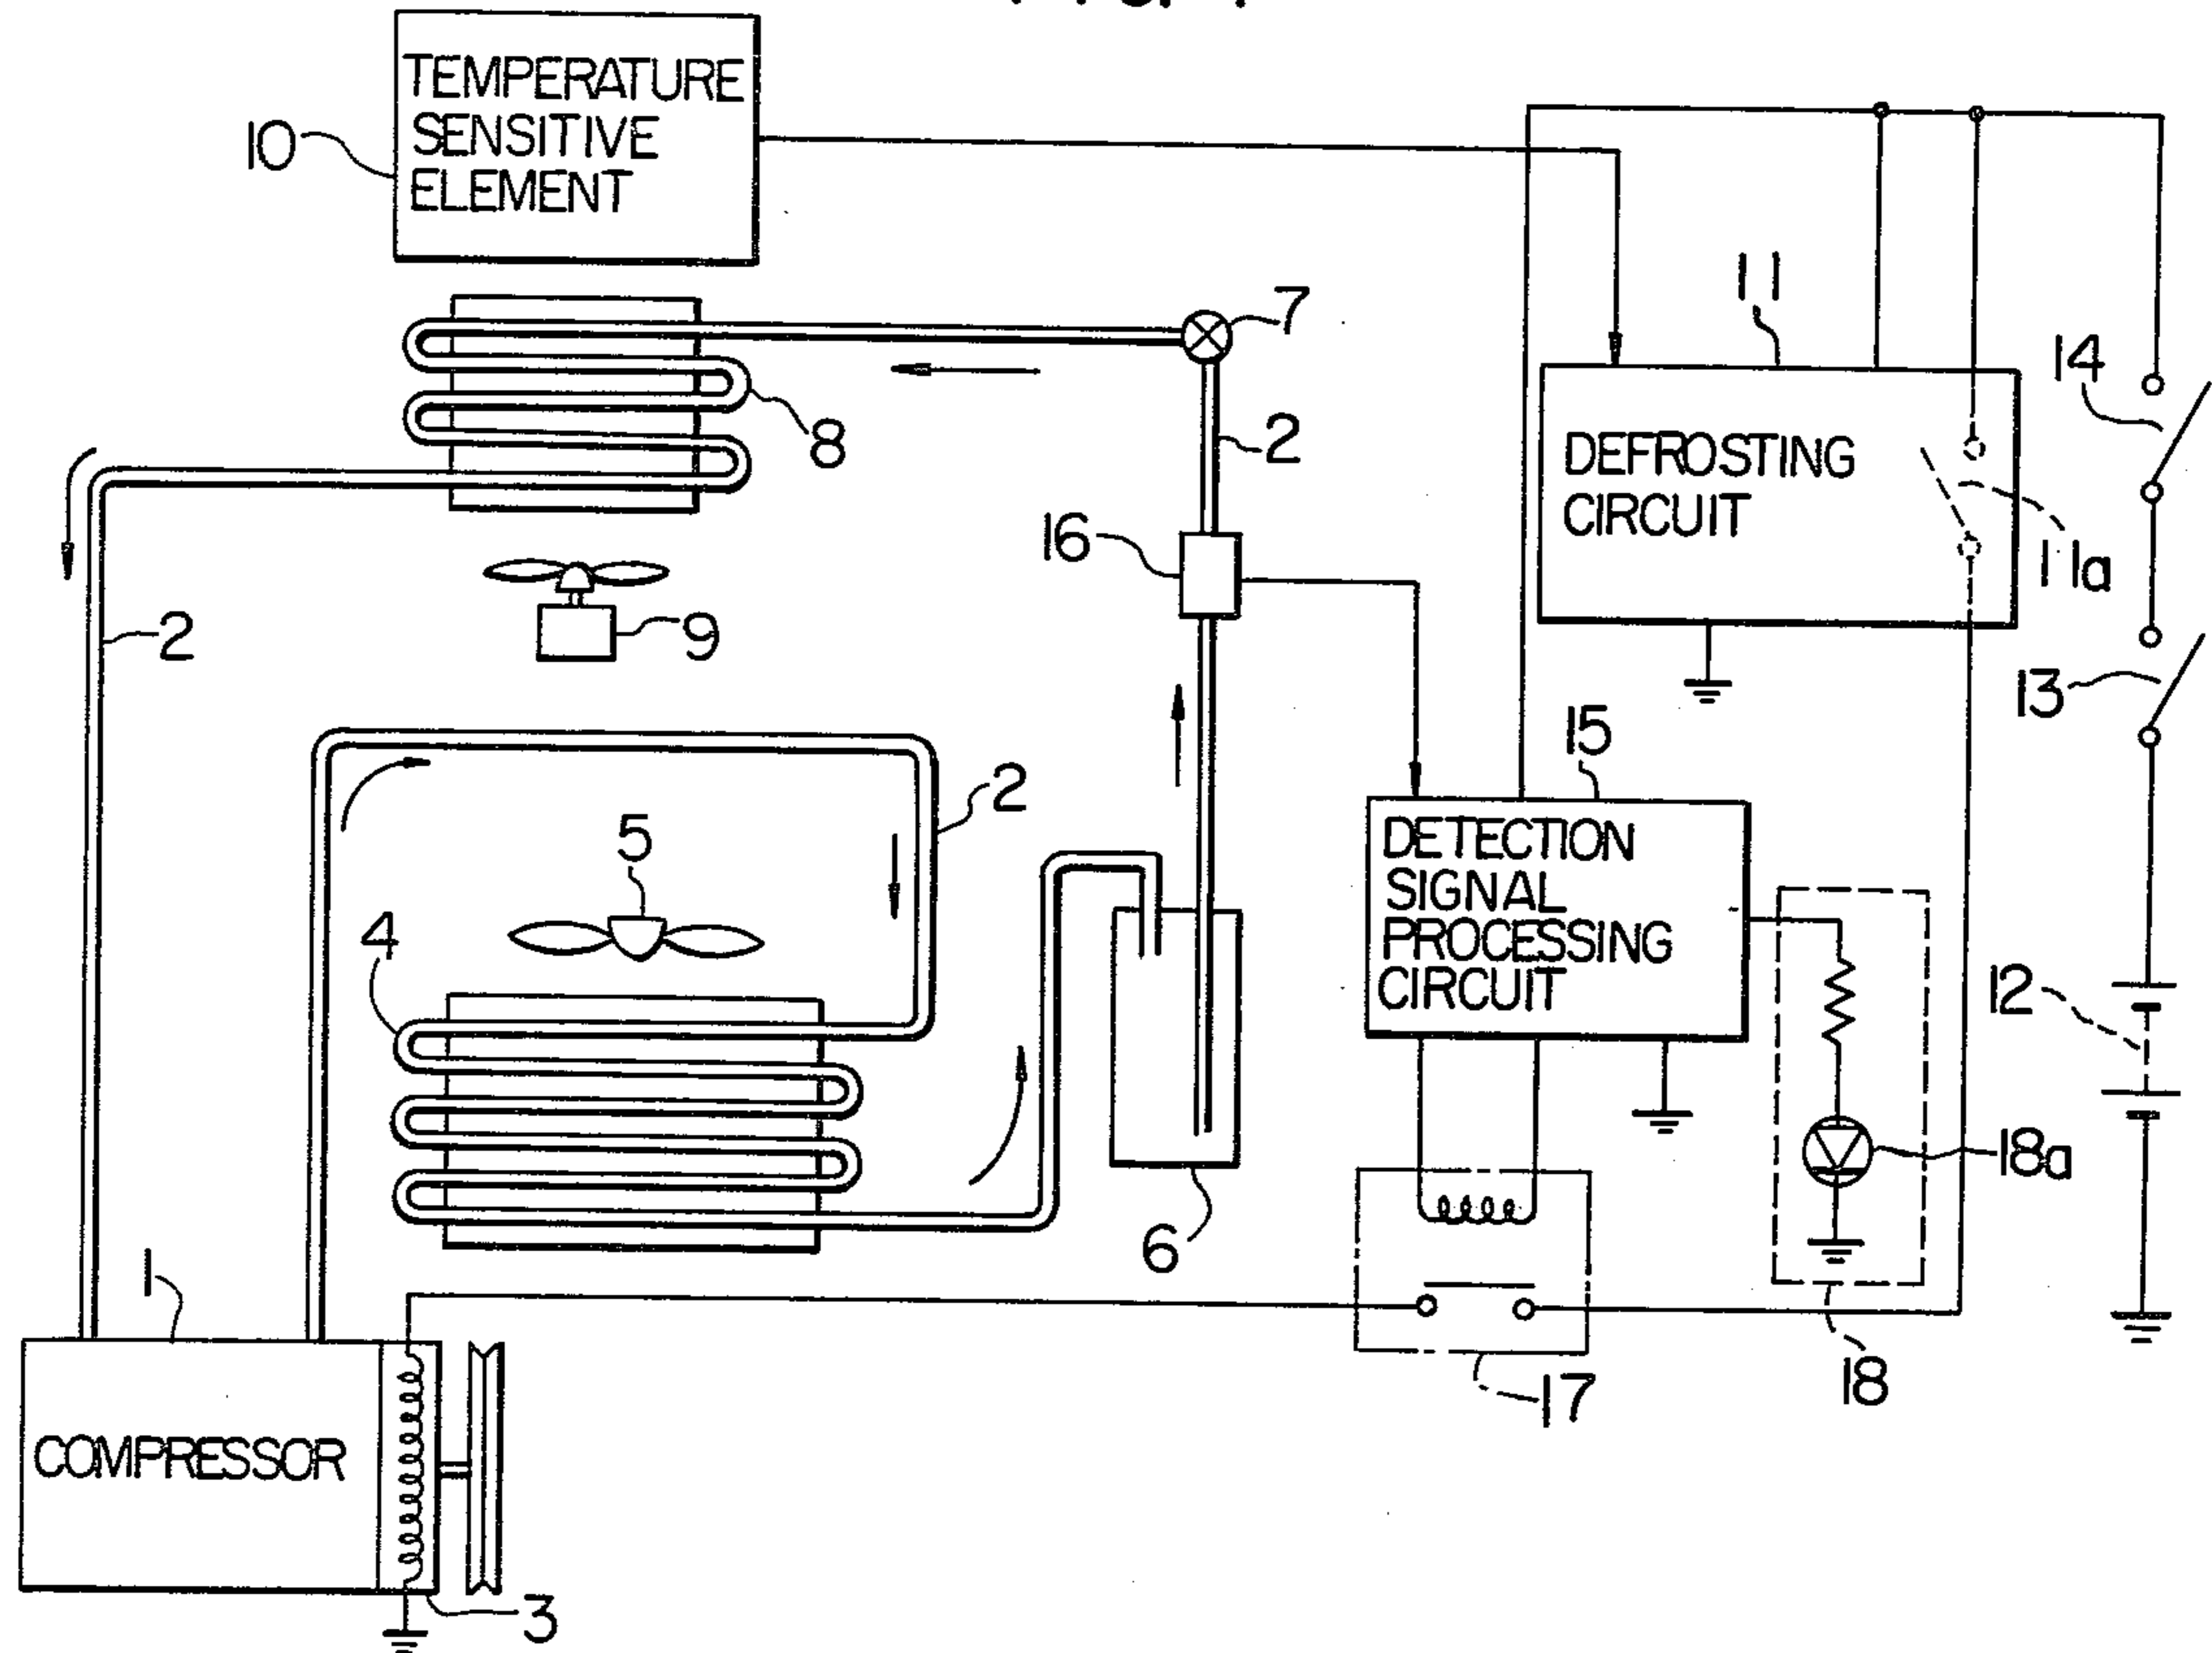 TEMPERATURE
SENSITIVE
ELEMENT
10
7
8
2
16
11
DEFROSTING
CIRCUIT
11a
14
13
2
9
15
2
5
4
DETECTION
SIGNAL
PROCESSING
CIRCUIT
12
18a
6
1
17
18
COMPRESSOR
3